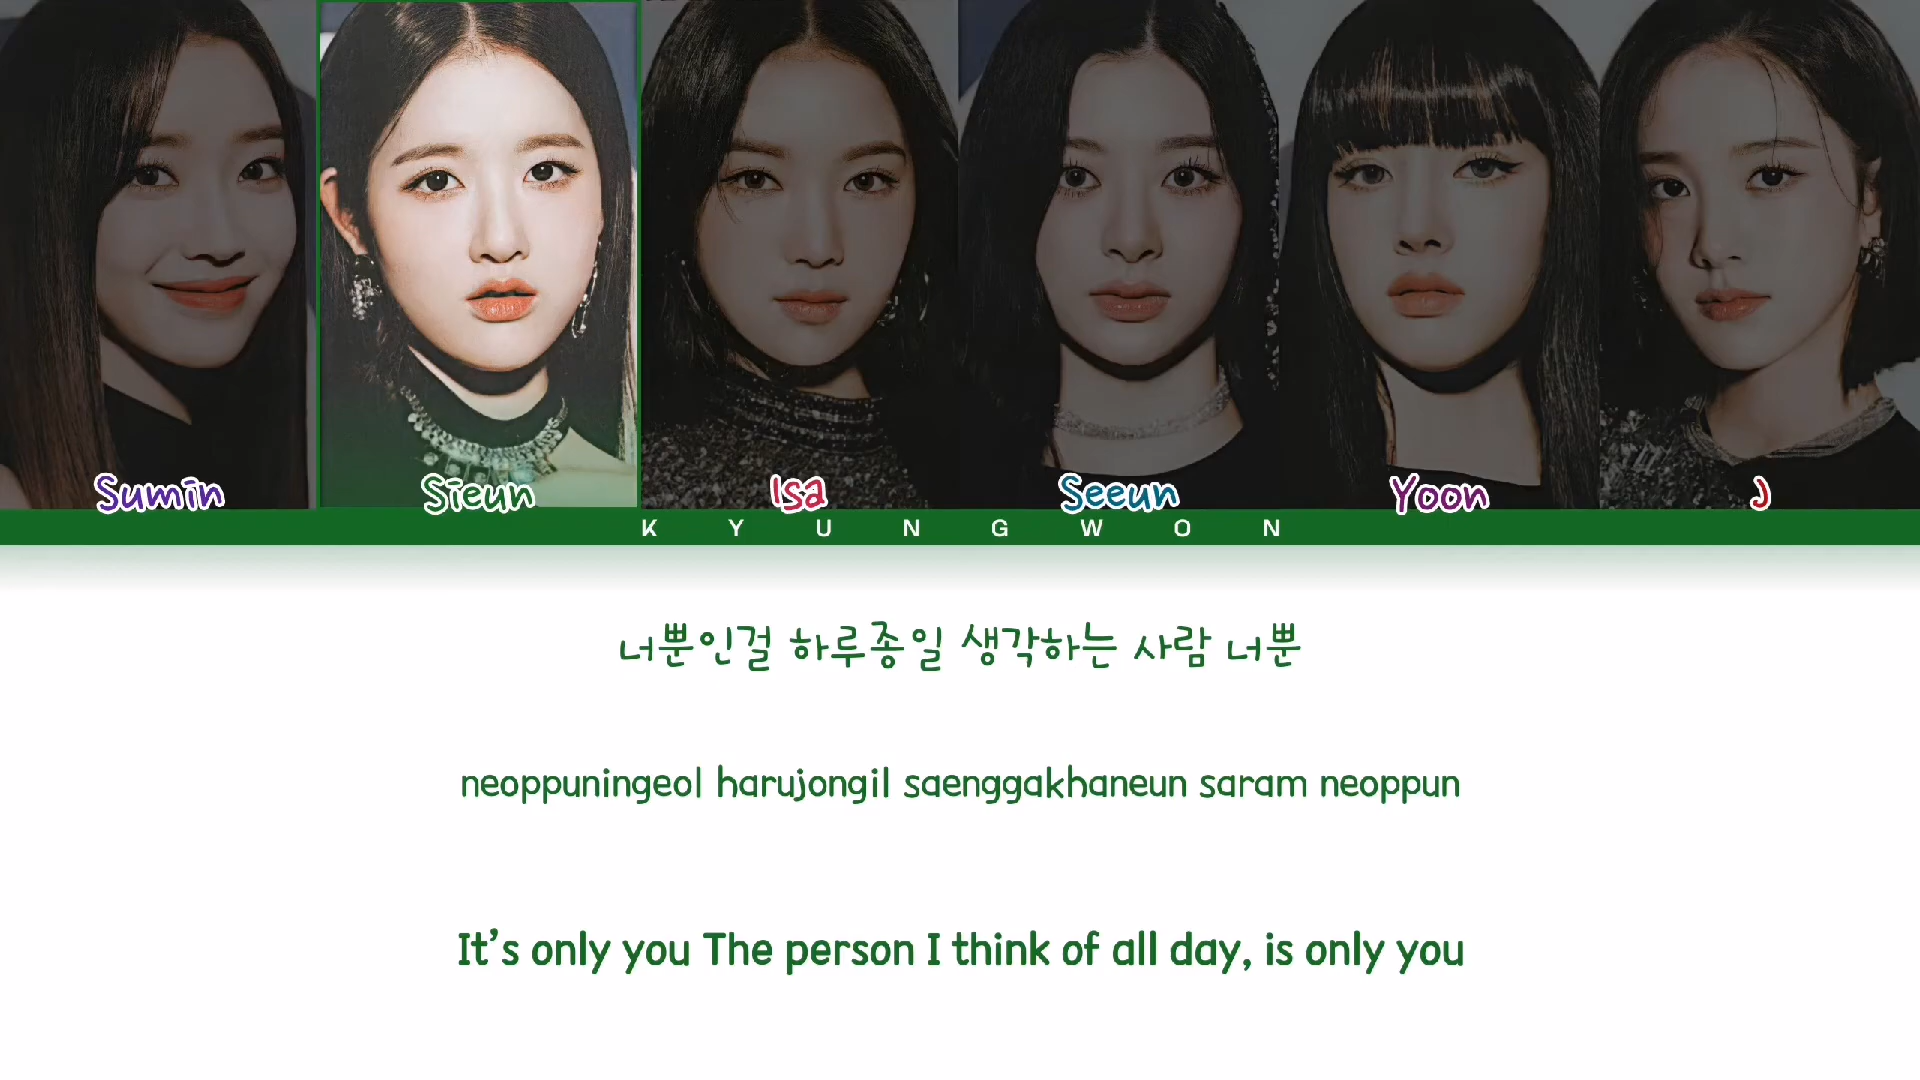 Sumin
Sieun
Isa
Seeun
Yoon
J
KYUNGWON
너뿐인걸 하루종일 생각하는 사람 너뿐
neoppuningeol harujongil saenggakhaneun saram neoppun
It's only you The person I think of all day, is only you